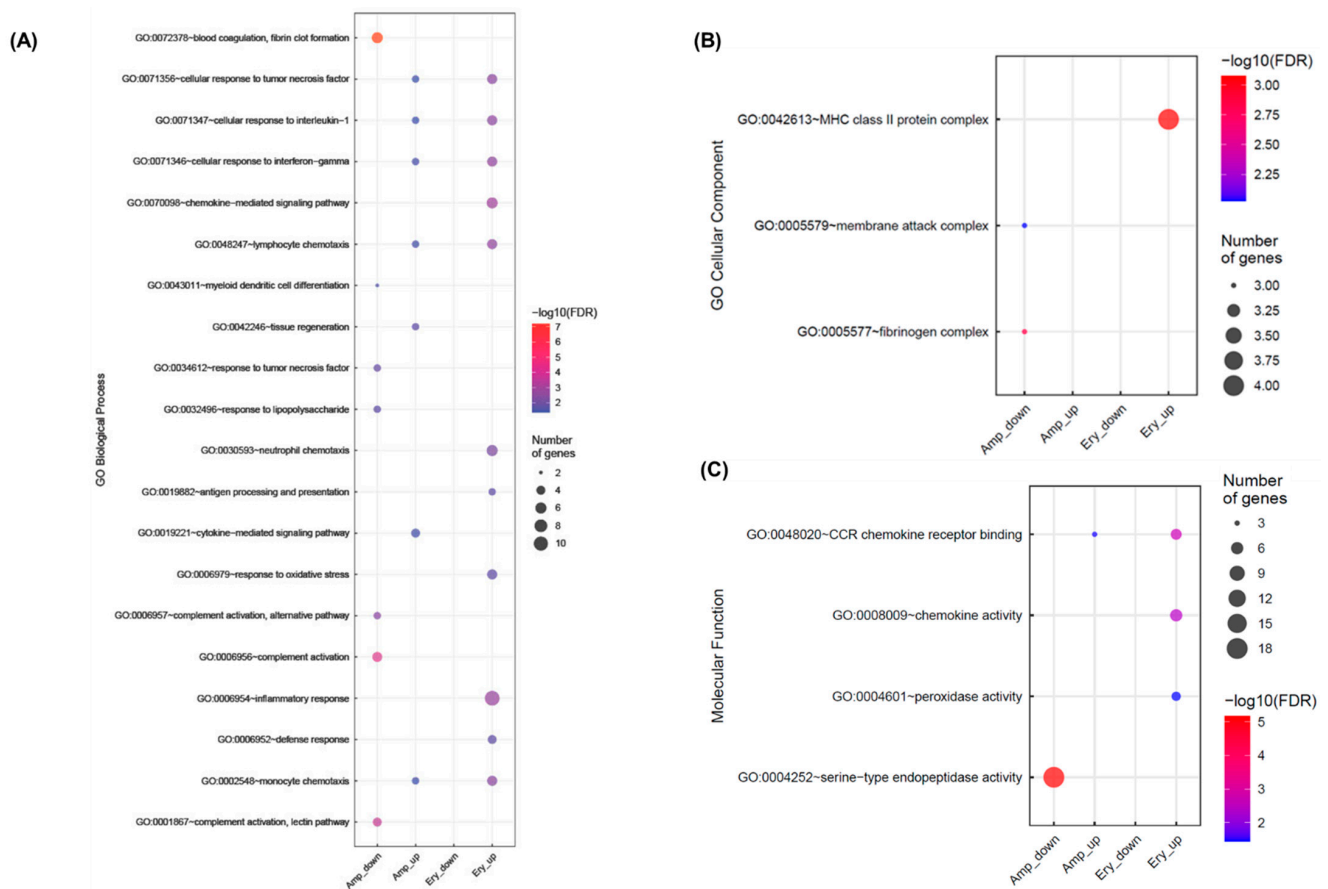 (A)
GO Biological Process
GO:0072378~blood coagulation, fibrin clot formation
GO:0071356~cellular response to tumor necrosis factor
GO:0071347~cellular response to interleukin-1
GO:0071346~cellular response to interferon-gamma
GO:0070098~chemokine-mediated signaling pathway
GO:0048247~lymphocyte chemotaxis
GO:0043011~myeloid dendritic cell differentiation
GO:0042246~tissue regeneration
GO:0034612~response to tumor necrosis factor
GO:0032496~response to lipopolysaccharide
GO:0030593~neutrophil chemotaxis
GO:0019882~antigen processing and presentation
GO:0019221~cytokine-mediated signaling pathway
GO:0006979~response to oxidative stress
GO:0006957~complement activation, alternative pathway
GO:0006956~complement activation
GO:0006954~inflammatory response
GO:0006952~defense response
GO:0002548~monocyte chemotaxis
GO:0001867~complement activation, lectin pathway
Amp_down
Amp_up
Ery_down
Ery_up
−log10(FDR)
7
6
5
4
3
2
Number
of genes
2
4
6
8
10
(B)
GO Cellular Component
GO:0042613~MHC class II protein complex
GO:0005579~membrane attack complex
GO:0005577~fibrinogen complex
Amp_down
Amp_up
Ery_down
Ery_up
−log10(FDR)
3.00
2.75
2.50
2.25
Number
of genes
3.00
3.25
3.50
3.75
4.00
(C)
Molecular Function
GO:0048020~CCR chemokine receptor binding
GO:0008009~chemokine activity
GO:0004601~peroxidase activity
GO:0004252~serine-type endopeptidase activity
Amp_down
Amp_up
Ery_down
Ery_up
Number
of genes
3
6
9
12
15
18
−log10(FDR)
5
4
3
2